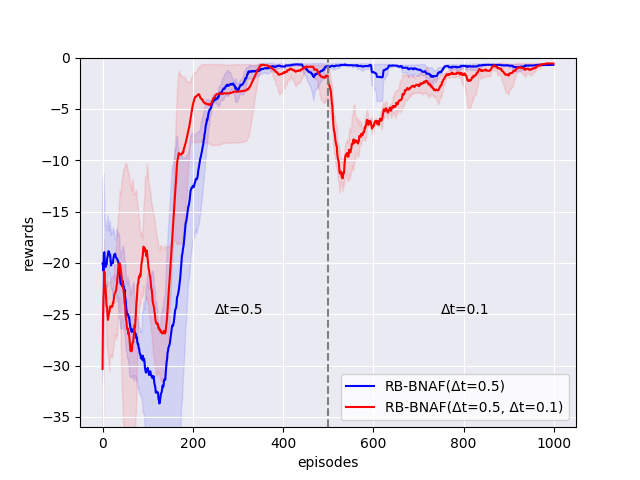 0
−5
−10
−15
−20
−25
−30
−35
rewards
Δt=0.5
Δt=0.1
RB-BNAF(Δt=0.5)
RB-BNAF(Δt=0.5, Δt=0.1)
0 200 400 600 800 1000
episodes